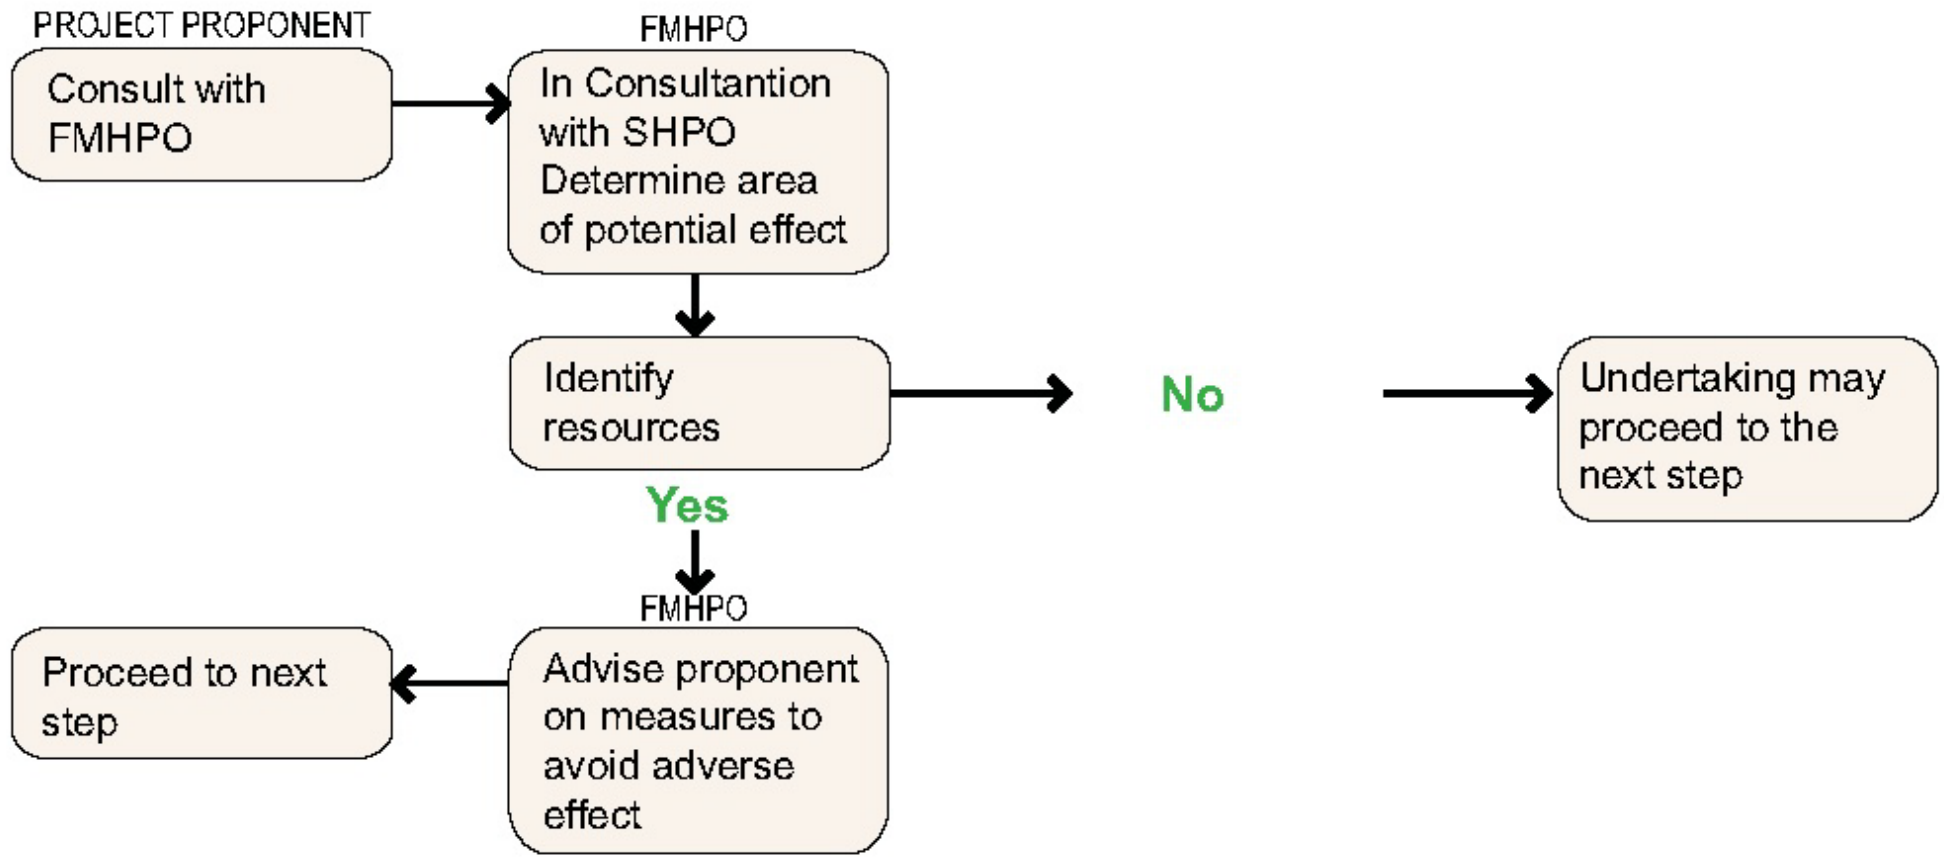 PROJECT PROPONENT
Consult with
FMHPO
FMHPO
In Consultantion
with SHPO
Determine area
of potential effect
Identify
resources
No
Undertaking may
proceed to the
next step
Yes
FMHPO
Advise proponent
on measures to
avoid adverse
effect
Proceed to next
step